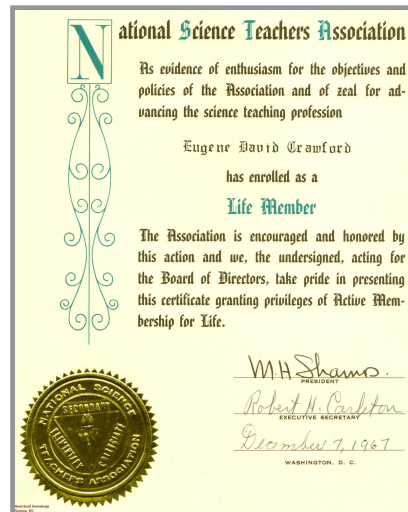 National Science Teachers Association
As evidence of enthusiasm for the objectives and
policies of the Association and of zeal for ad-
vancing the science teaching profession
Eugene David Crawford
has enrolled as a
Life Member
The Association is encouraged and honored by
this action and we, the undersigned, acting for
the Board of Directors, take pride in presenting
this certificate granting privileges of Active Mem-
bership for Life.
M H Shamos.
PRESIDENT
Robert H. Carleton
EXECUTIVE SECRETARY
December 7, 1967
WASHINGTON, D. C.
NATIONAL SCIENCE
TEACHERS ASSOCIATION
SECONDARY